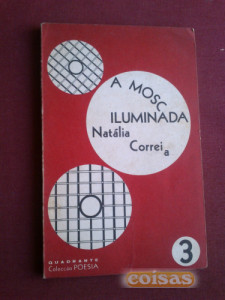 A MOSC
ILUMINADA
Natália
Correia
QUADRANTE
Colecção POESIA
3
coisas